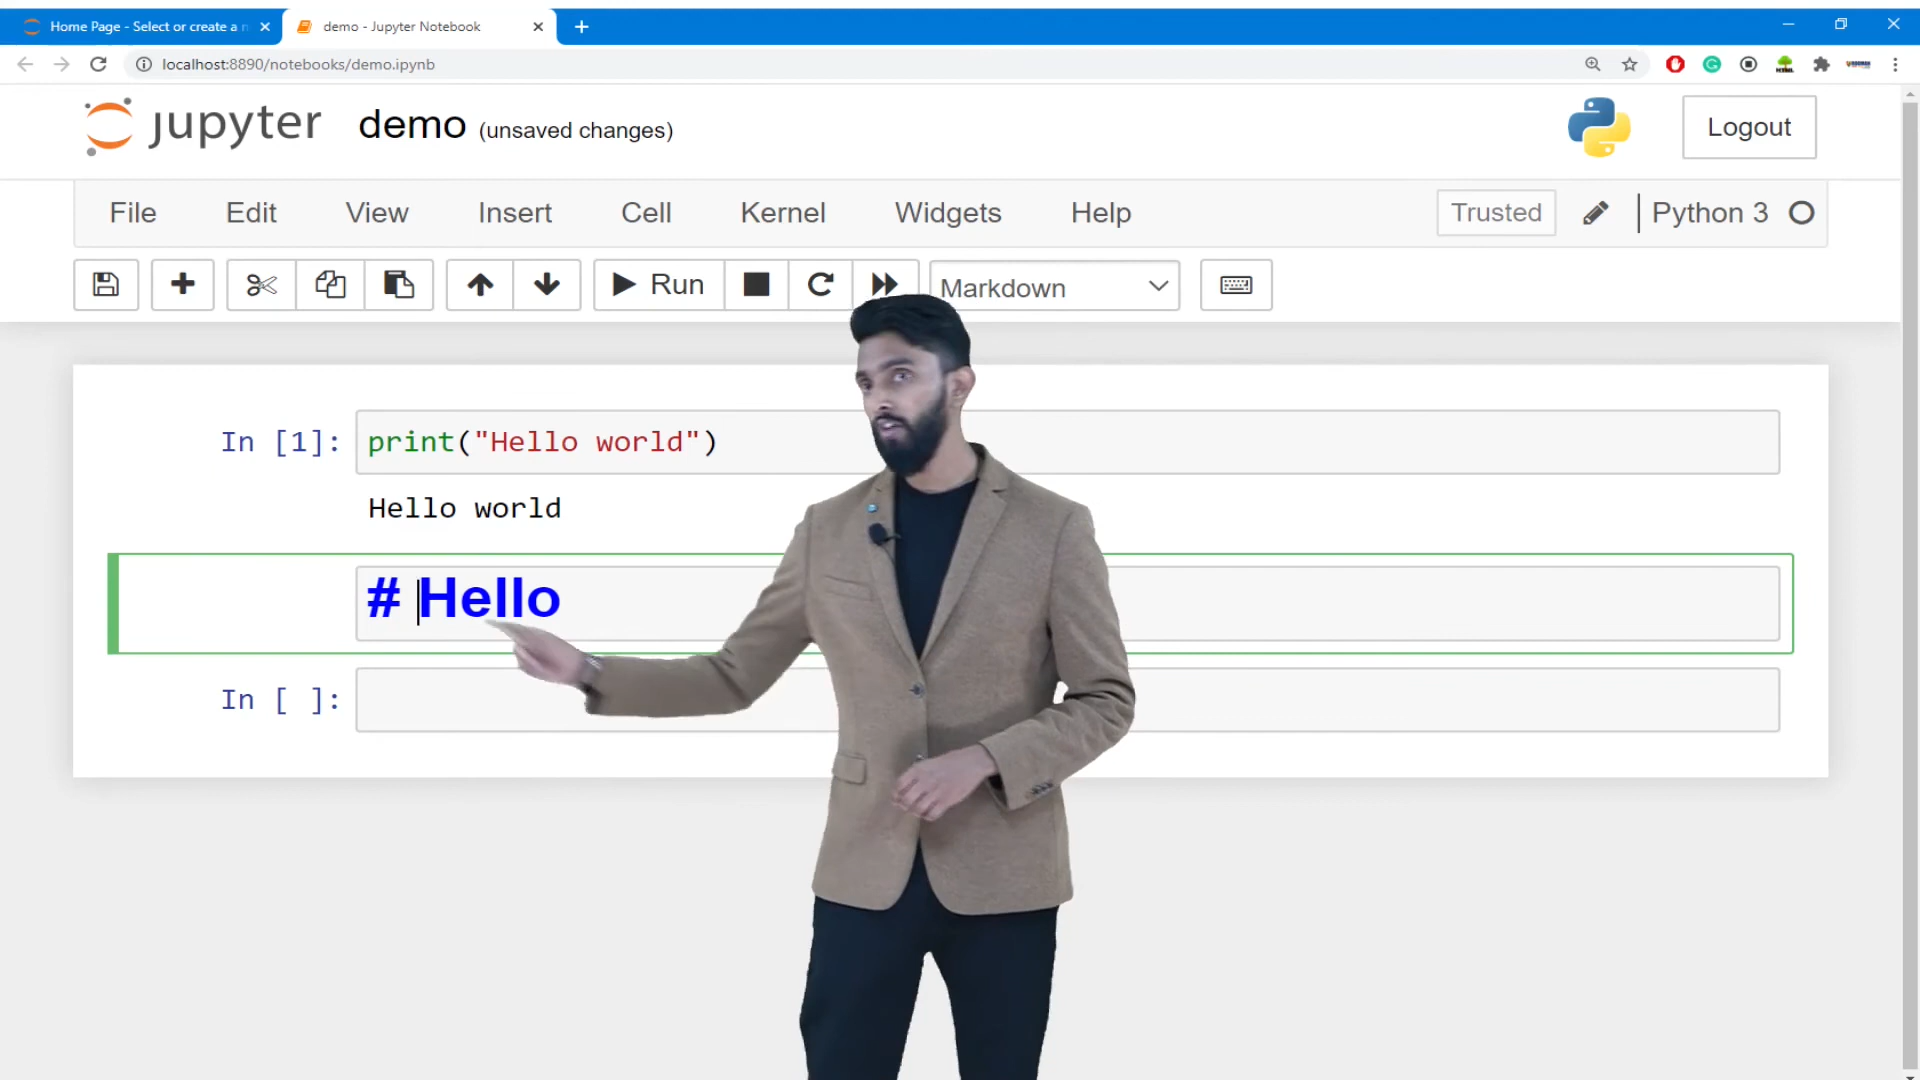 Home Page - Select or create a n
demo - Jupyter Notebook
localhost:8890/notebooks/demo.ipynb
jupyter demo (unsaved changes)
Logout
File Edit View Insert Cell Kernel Widgets Help
Trusted Python 3
Run Markdown
In [1]: print("Hello world")
Hello world
# Hello
In [ ]: